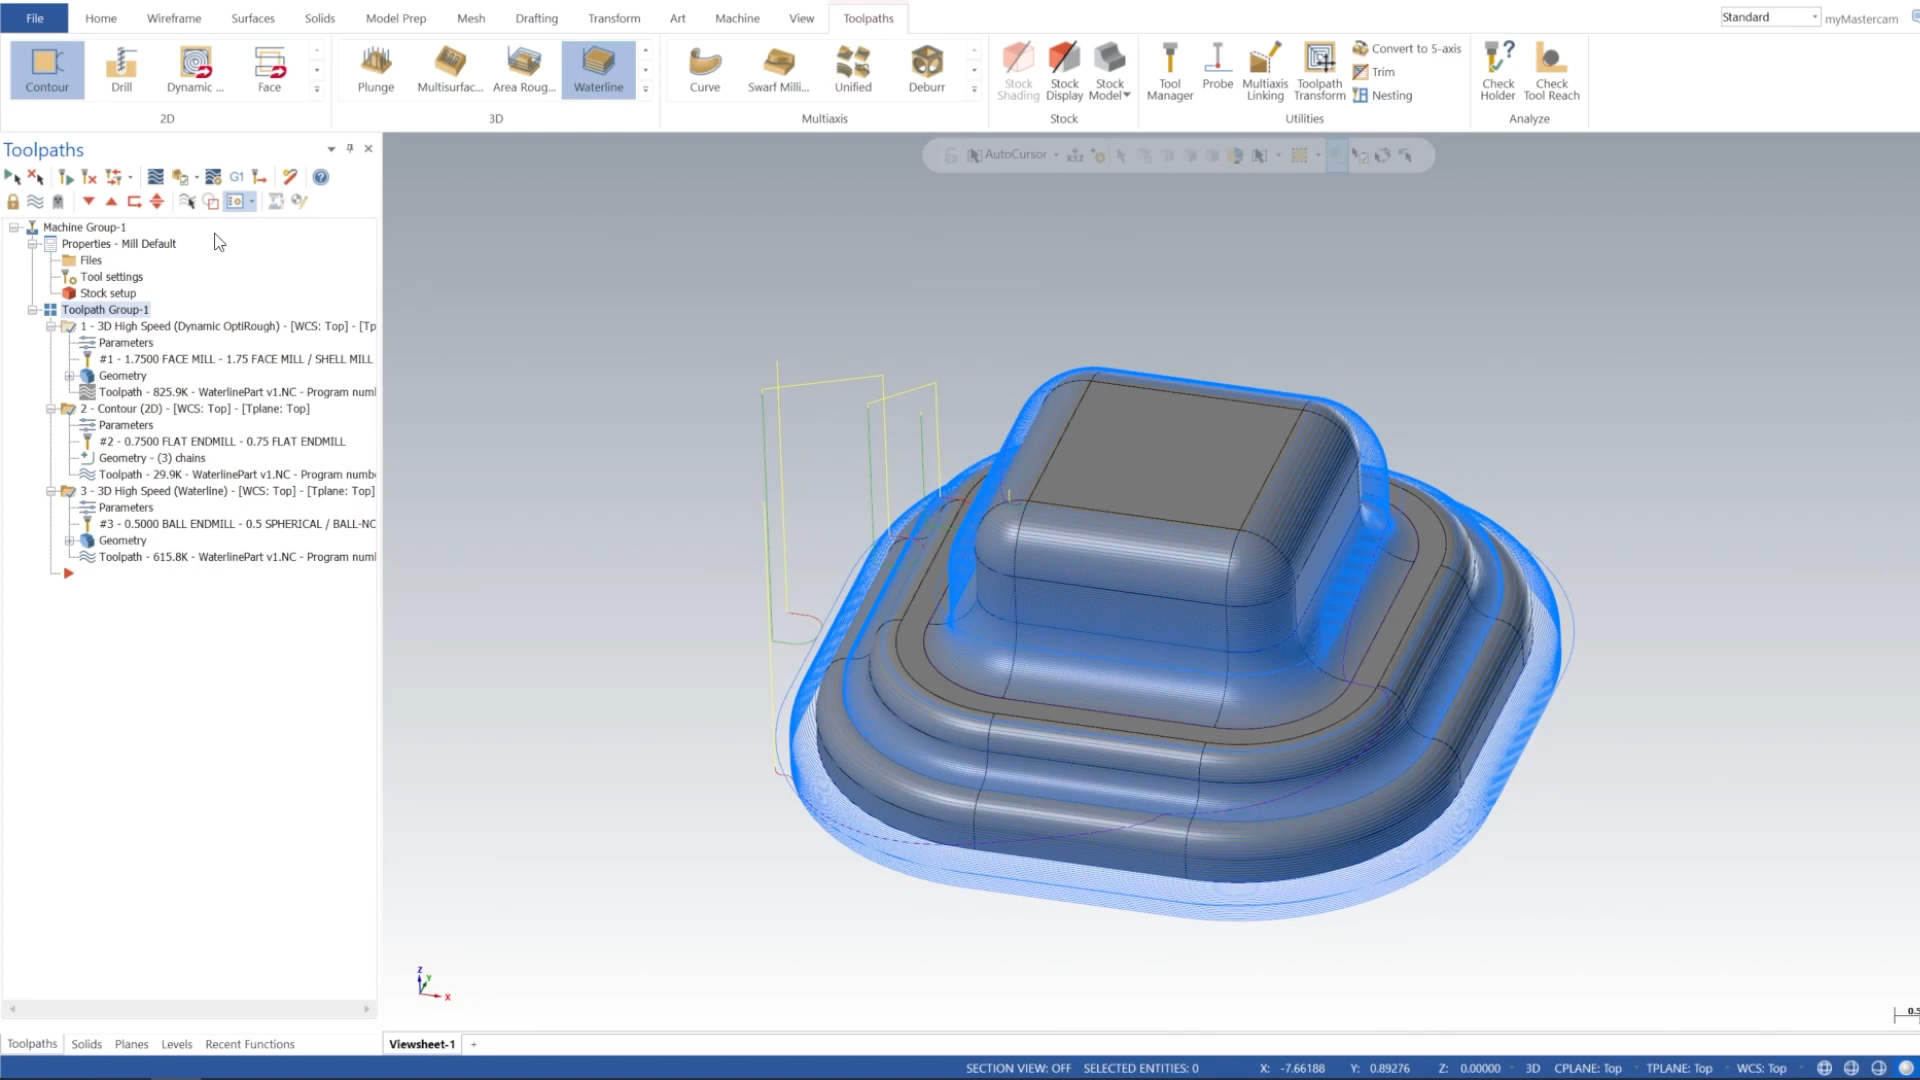 File Home Wireframe Surfaces Solids Model Prep Mesh Drafting Transform Art Machine View Toolpaths
Standard
myMastercam
Contour Drill Dynamic ... Face
Plunge Multisurfac... Area Roug... Waterline
Curve Swarf Milli... Unified Deburr
Stock Shading
Stock Display
Stock Model
Tool Manager
Probe
Multiaxis Linking
Toolpath Transform
Convert to 5-axis
Trim
Nesting
Check Holder
Check Tool Reach
2D 3D Multiaxis Stock Utilities Analyze
Toolpaths
AutoCursor
G1
Machine Group-1
Properties - Mill Default
Files
Tool settings
Stock setup
Toolpath Group-1
1 - 3D High Speed (Dynamic OptiRough) - [WCS: Top] - [Tp
Parameters
#1 - 1.7500 FACE MILL - 1.75 FACE MILL / SHELL MILL
Geometry
Toolpath - 825.9K - WaterlinePart v1.NC - Program num
2 - Contour (2D) - [WCS: Top] - [Tplane: Top]
Parameters
#2 - 0.7500 FLAT ENDMILL - 0.75 FLAT ENDMILL
Geometry - (3) chains
Toolpath - 29.9K - WaterlinePart v1.NC - Program numb
3 - 3D High Speed (Waterline) - [WCS: Top] - [Tplane: Top]
Parameters
#3 - 0.5000 BALL ENDMILL - 0.5 SPHERICAL / BALL-NO
Geometry
Toolpath - 615.8K - WaterlinePart v1.NC - Program num
Z
Y
X
0.5
Toolpaths Solids Planes Levels Recent Functions
Viewsheet-1 +
SECTION VIEW: OFF SELECTED ENTITIES: 0 X: -7.66188 Y: 0.89276 Z: 0.00000 3D CPLANE: Top TPLANE: Top WCS: Top